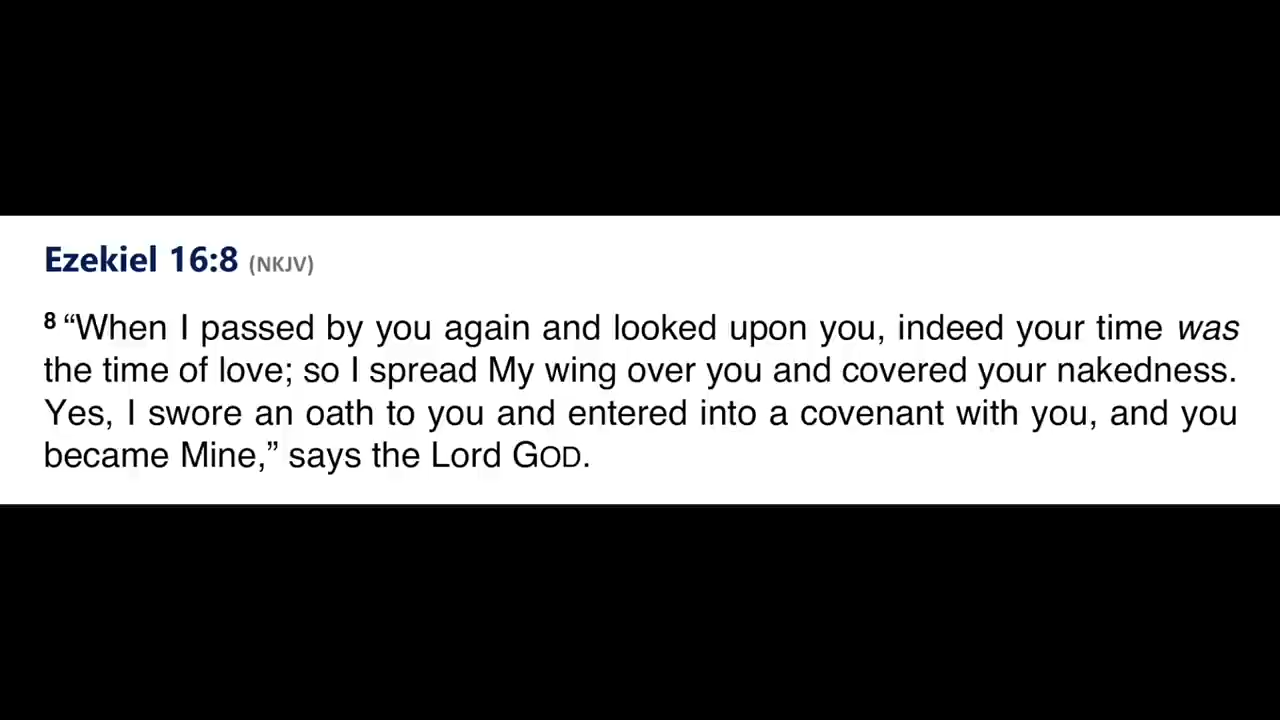 Ezekiel 16:8 (NKJV)
8 “When I passed by you again and looked upon you, indeed your time was
the time of love; so I spread My wing over you and covered your nakedness.
Yes, I swore an oath to you and entered into a covenant with you, and you
became Mine,” says the Lord GOD.